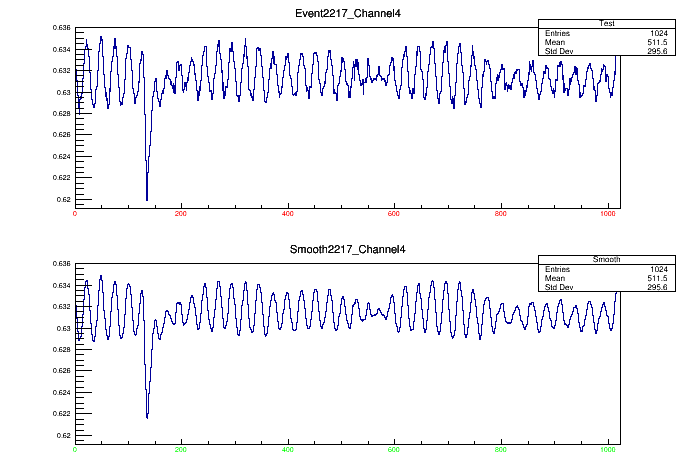 Event2217_Channel4
Test
Entries 1024
Mean 511.5
Std Dev 295.6
0.636
0.634
0.632
0.63
0.628
0.626
0.624
0.622
0.62
0 200 400 600 800 1000
Smooth2217_Channel4
Smooth
Entries 1024
Mean 511.5
Std Dev 295.6
0.636
0.634
0.632
0.63
0.628
0.626
0.624
0.622
0.62
0 200 400 600 800 1000